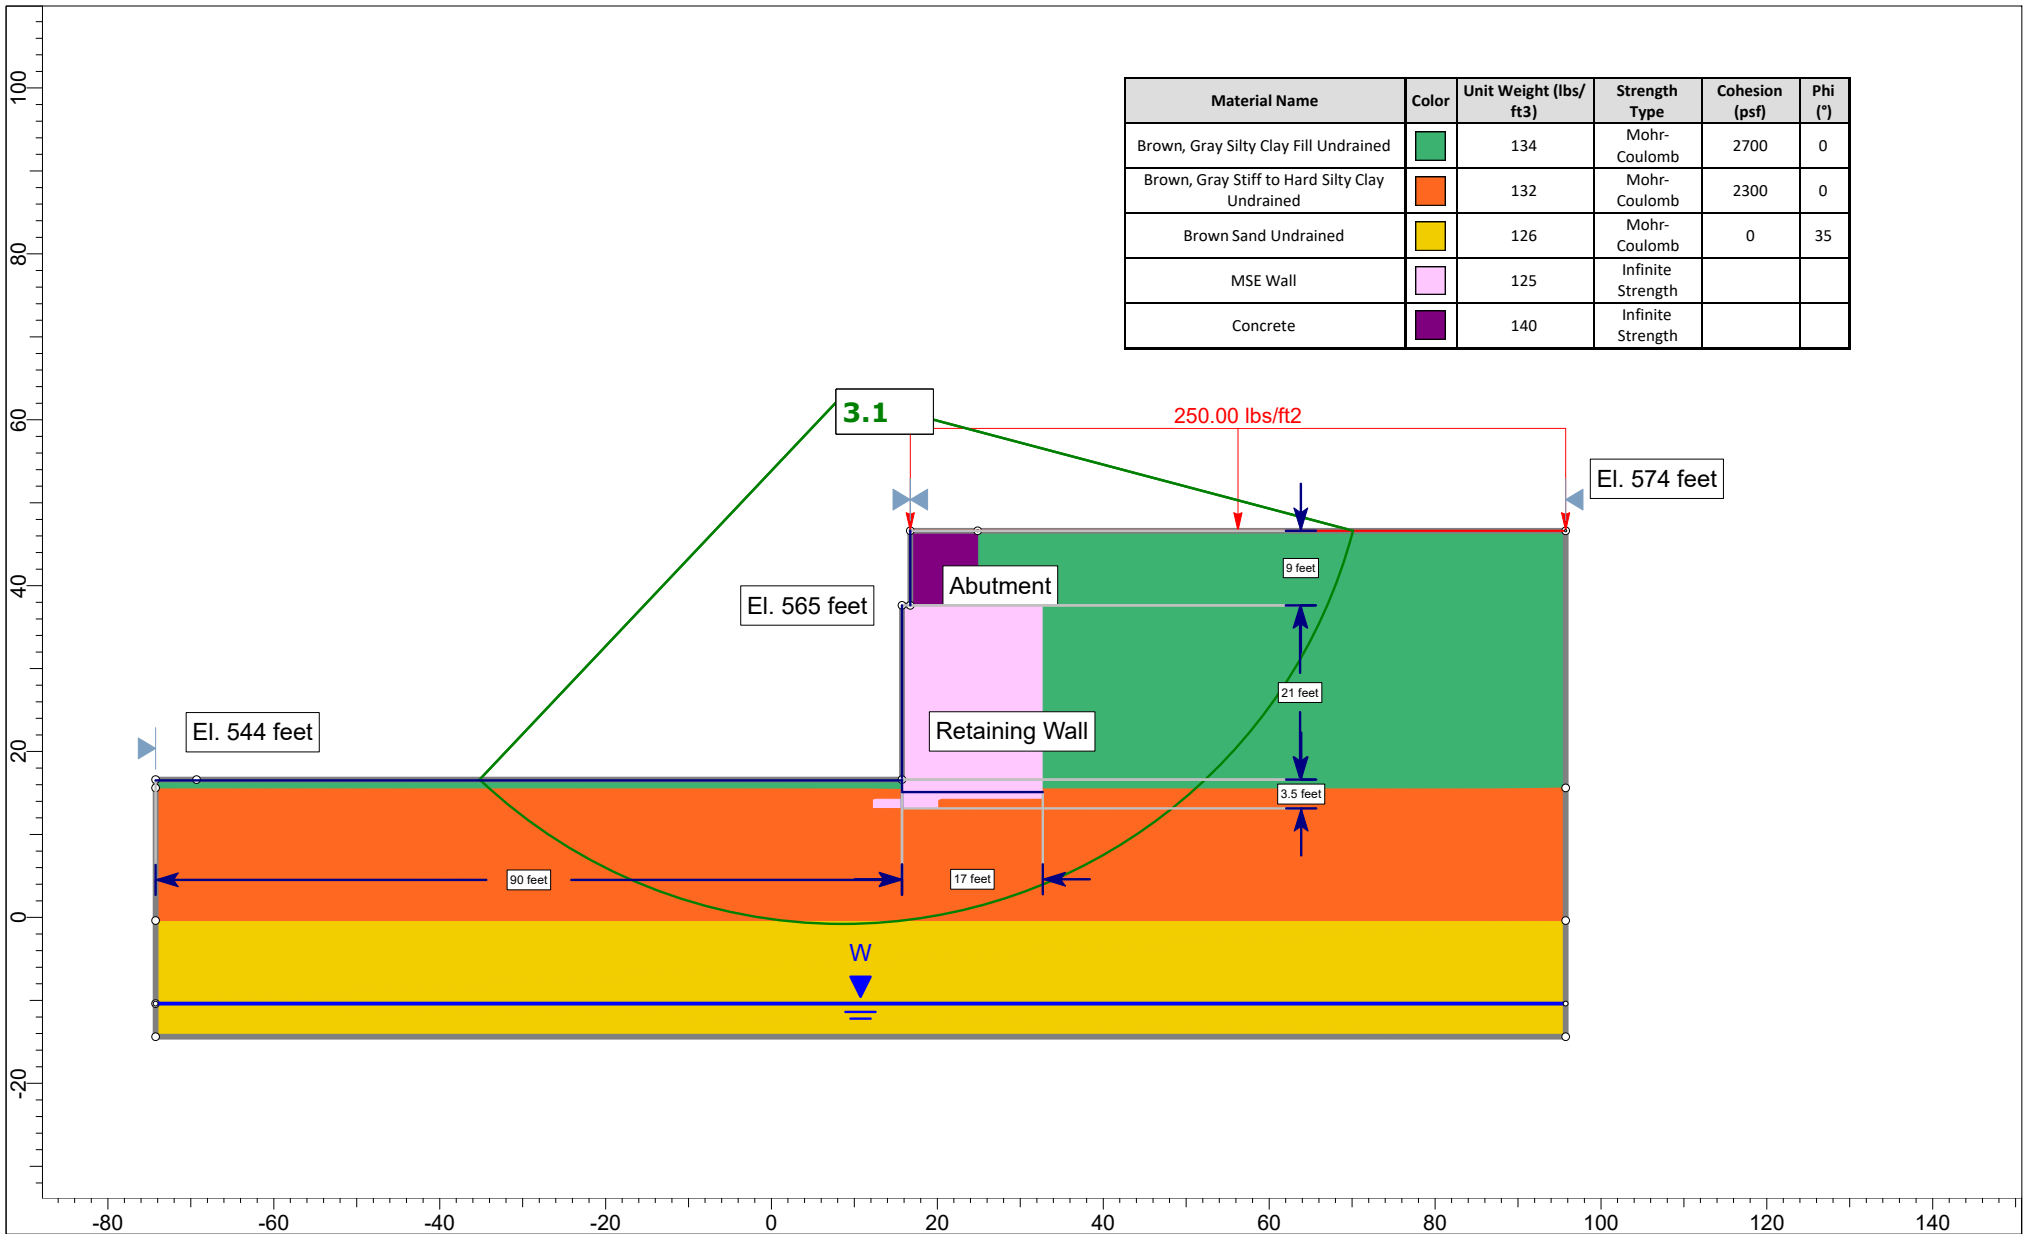 100
80
60
40
20
0
-20
Material Name Color Unit Weight (lbs/ Strength Cohesion Phi
ft3) Type (psf) (°)
Brown, Gray Silty Clay Fill Undrained 134 Mohr- 2700 0
Coulomb
Brown, Gray Stiff to Hard Silty Clay 132 Mohr- 2300 0
Undrained Coulomb
Brown Sand Undrained 126 Mohr- 0 35
Coulomb
MSE Wall 125 Infinite
Strength
Concrete 140 Infinite
Strength
3.1
250.00 lbs/ft2
El. 574 feet
9 feet
Abutment
El. 565 feet
21 feet
El. 544 feet
Retaining Wall
3.5 feet
90 feet
17 feet
W
-80 -60 -40 -20 0 20 40 60 80 100 120 140